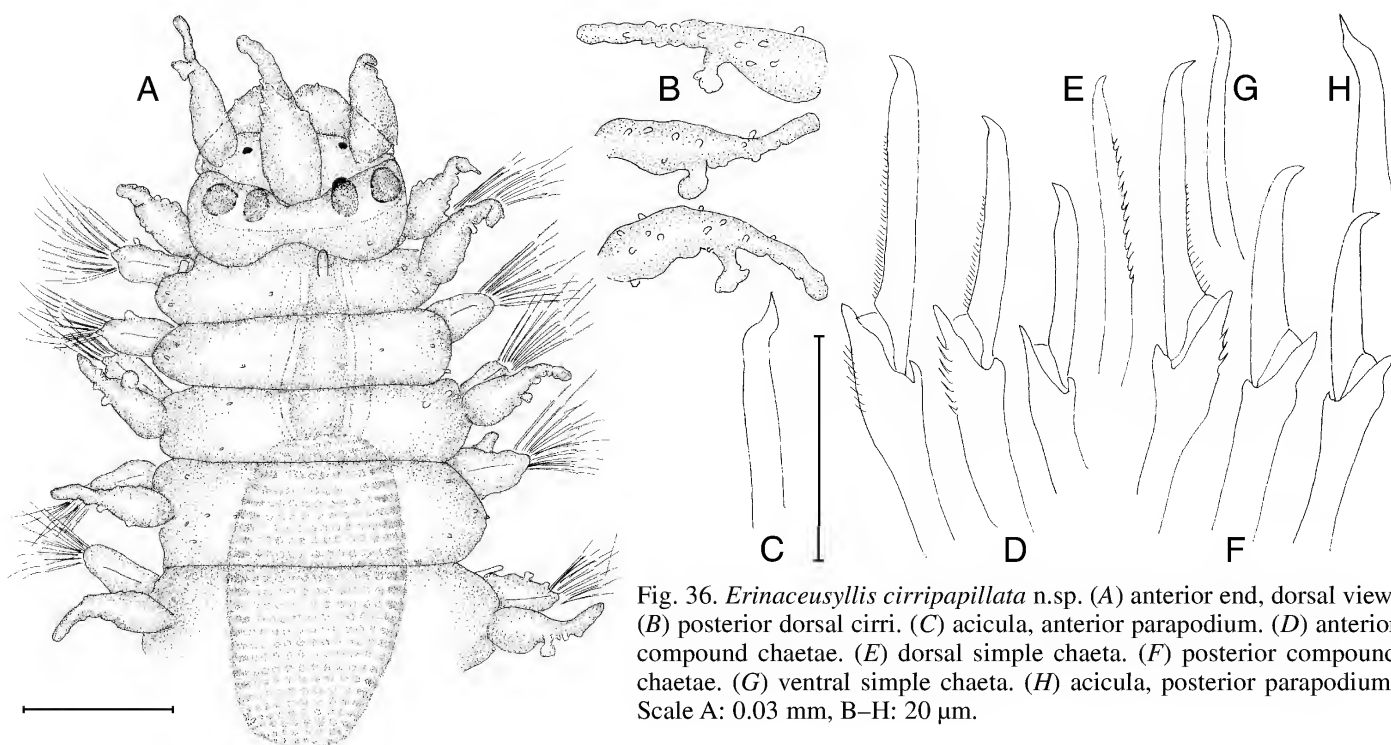 A
B
E
G
H
C
D
F
Fig. 36. Erinaceusyllis cirripapillata n.sp. (A) anterior end, dorsal view.
(B) posterior dorsal cirri. (C) acicula, anterior parapodium. (D) anterior
compound chaetae. (E) dorsal simple chaeta. (F) posterior compound
chaetae. (G) ventral simple chaeta. (H) acicula, posterior parapodium.
Scale A: 0.03 mm, B–H: 20 µm.